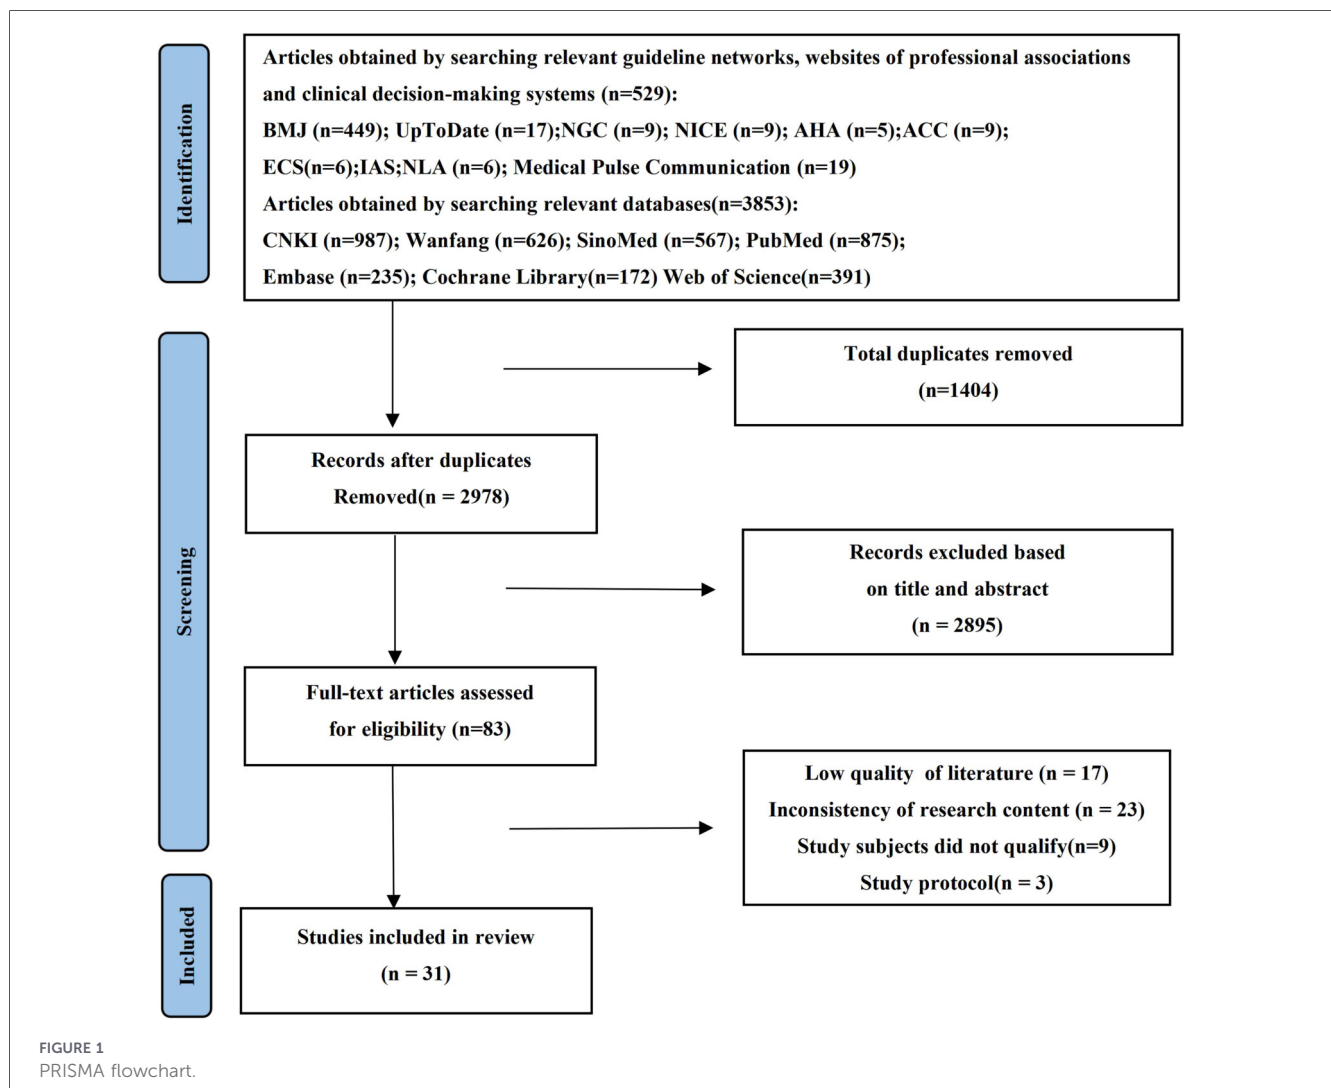 Identification
Articles obtained by searching relevant guideline networks, websites of professional associations
and clinical decision-making systems (n=529):
BMJ (n=449); UpToDate (n=17);NGC (n=9); NICE (n=9); AHA (n=5);ACC (n=9);
ECS(n=6);IAS;NLA (n=6); Medical Pulse Communication (n=19)
Articles obtained by searching relevant databases(n=3853):
CNKI (n=987); Wanfang (n=626); SinoMed (n=567); PubMed (n=875);
Embase (n=235); Cochrane Library(n=172) Web of Science(n=391)
Screening
Total duplicates removed
(n=1404)
Records after duplicates
Removed(n = 2978)
Records excluded based
on title and abstract
(n = 2895)
Full-text articles assessed
for eligibility (n=83)
Low quality of literature (n = 17)
Inconsistency of research content (n = 23)
Study subjects did not qualify(n=9)
Study protocol(n = 3)
Included
Studies included in review
(n = 31)
FIGURE 1
PRISMA flowchart.